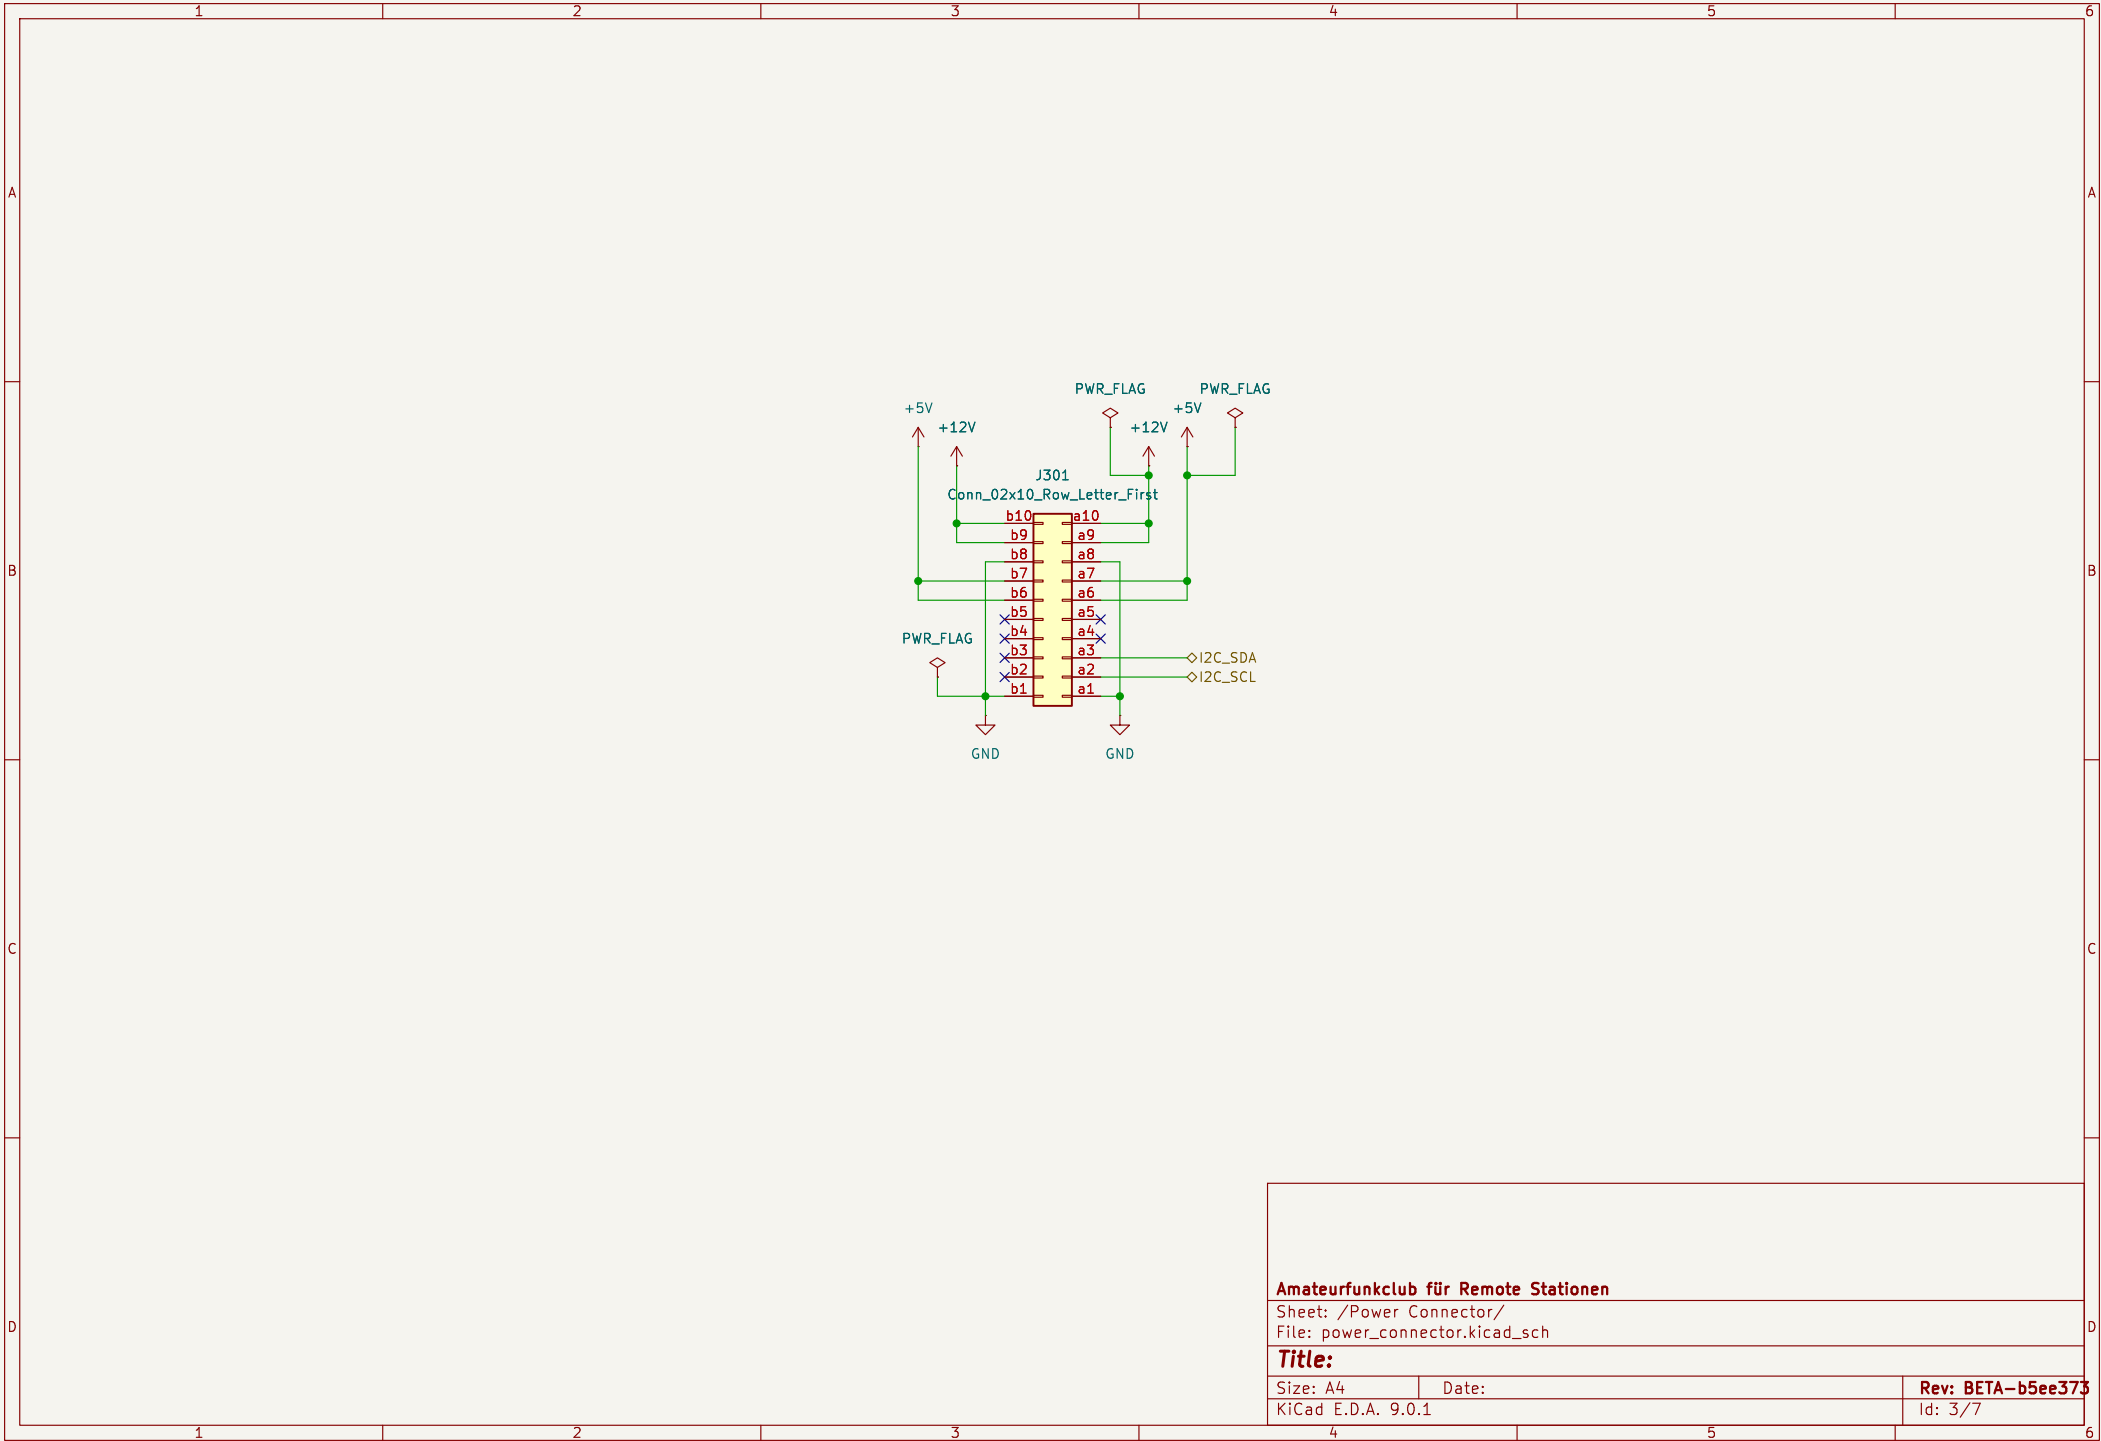 1 2 3 4 5 6
A A
PWR_FLAG PWR_FLAG
+5V +5V
+12V +12V
J301
Conn_02x10_Row_Letter_First
b10 a10
b9 a9
b8 a8
B b7 a7 B
b6 a6
b5 a5
PWR_FLAG b4 a4
b3 a3 I2C_SDA
b2 a2 I2C_SCL
b1 a1
GND GND
C C
Amateurfunkclub für Remote Stationen
Sheet: /Power Connector/
D File: power_connector.kicad_sch D
Title:
Size: A4 Date: Rev: BETA-b5ee373
KiCad E.D.A. 9.0.1 Id: 3/7
1 2 3 4 5 6